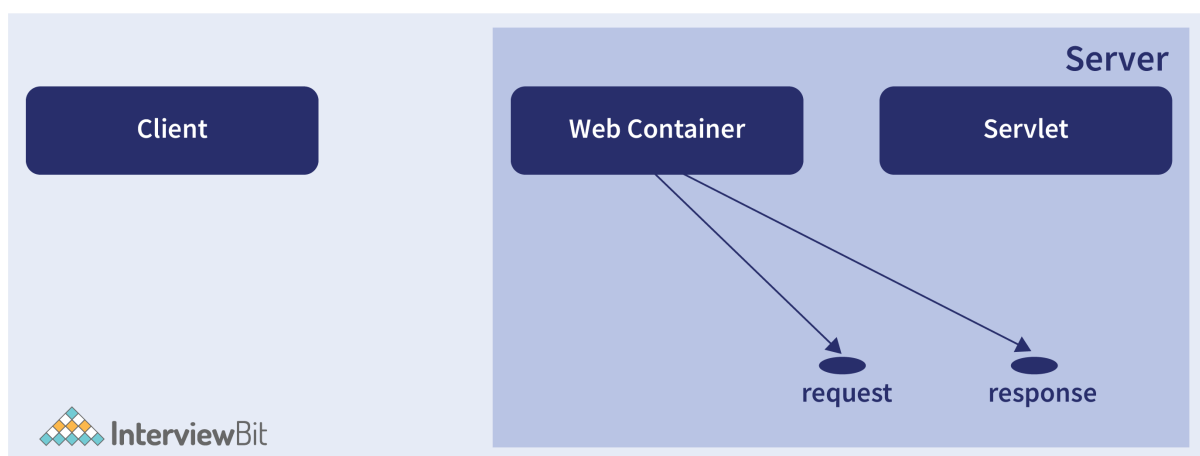 Server
Client
Web Container
Servlet
request
response
InterviewBit